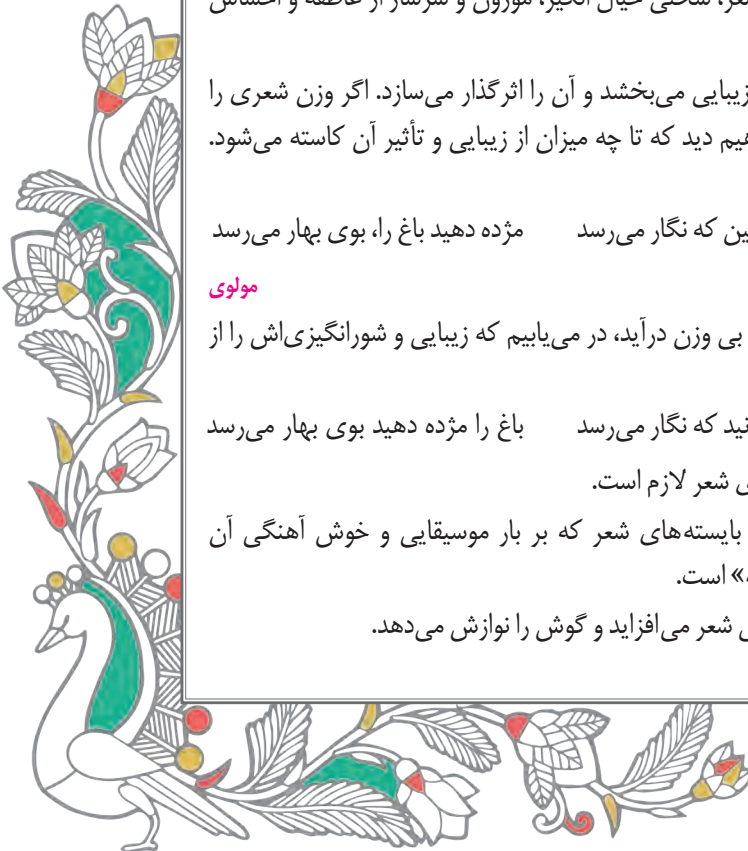 سخنی خیال انگیز، موزون و سرشار از عاطفه و احساس
زیبایی می‌بخشد و آن را اثرگذار می‌سازد. اگر وزن شعری را
دید که تا چه میزان از زیبایی و تأثیر آن کاسته می‌شود.
که نگار می‌رسد مژده دهید باغ را، بوی بهار می‌رسد
مولوی
بی وزن درآید، در می‌یابیم که زیبایی و شورانگیزی‌اش را از
که نگار می‌رسد باغ را مژده دهید بوی بهار می‌رسد
شعر لازم است.
بایسته‌های شعر که بر بار موسیقایی و خوش آهنگی آن
» است.
شعر می‌افزاید و گوش را نوازش می‌دهد.